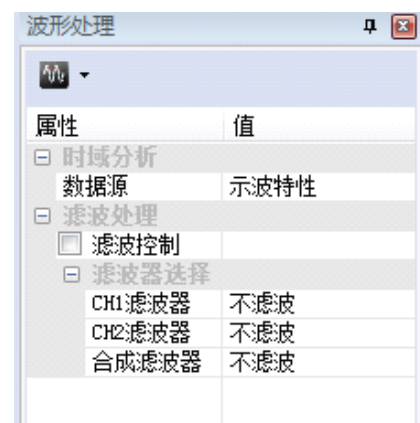 波形处理
属性 值
时域分析
数据源 示波特性
滤波处理
滤波控制
滤波器选择
CH1滤波器 不滤波
CH2滤波器 不滤波
合成滤波器 不滤波